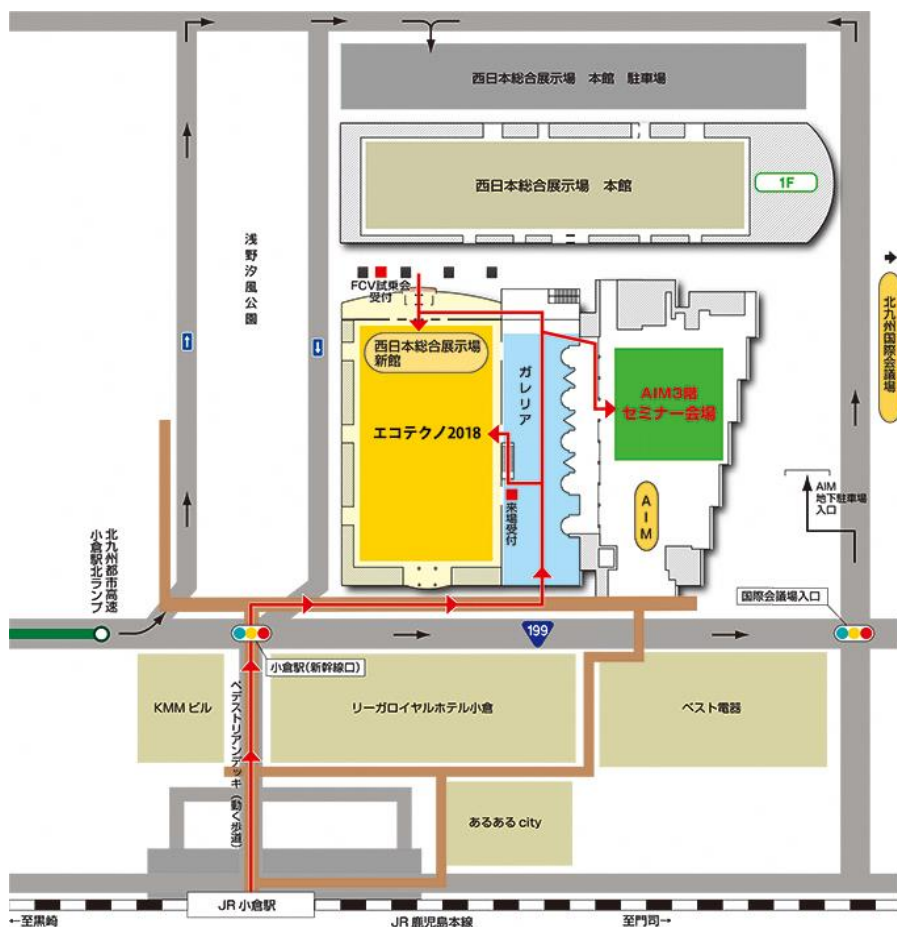 西日本総合展示場 本館 駐車場
西日本総合展示場 本館
1F
浅野汐風公園
FCV試乗会
受付
西日本総合展示場
新館
ガレリア
AIM3階
セミナー会場
エコテクノ2018
来場受付
AIM
AIM
地下駐車場
入口
北九州国際会議場
北九州都市高速
小倉駅北ランプ
国際会議場入口
199
小倉駅(新幹線口)
KMMビル
ペデストリアンデッキ(動く歩道)
リーガロイヤルホテル小倉
ベスト電器
あるあるcity
JR小倉駅
←至黒崎
JR鹿児島本線
至門司→